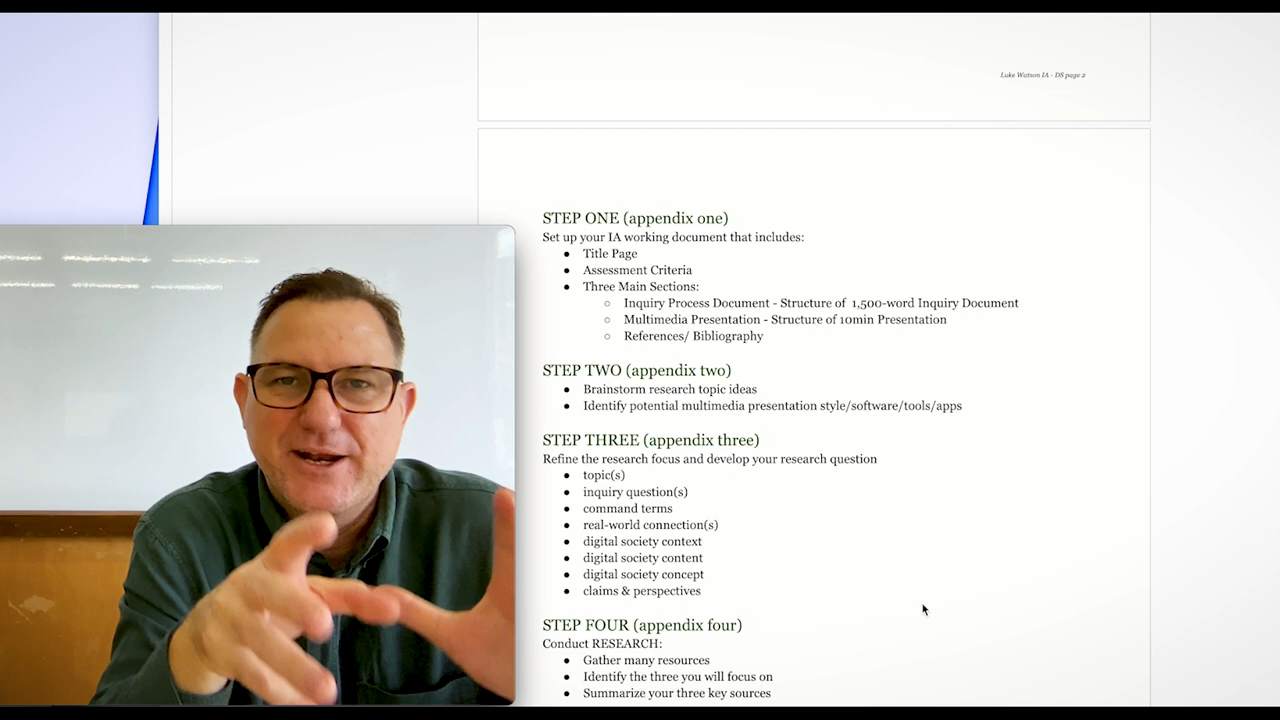 Luke Watson IA - DS page 2
STEP ONE (appendix one)
Set up your IA working document that includes:
● Title Page
● Assessment Criteria
● Three Main Sections:
○ Inquiry Process Document - Structure of 1,500-word Inquiry Document
○ Multimedia Presentation - Structure of 10min Presentation
○ References/ Bibliography
STEP TWO (appendix two)
● Brainstorm research topic ideas
● Identify potential multimedia presentation style/software/tools/apps
STEP THREE (appendix three)
Refine the research focus and develop your research question
● topic(s)
● inquiry question(s)
● command terms
● real-world connection(s)
● digital society context
● digital society content
● digital society concept
● claims & perspectives
STEP FOUR (appendix four)
Conduct RESEARCH:
● Gather many resources
● Identify the three you will focus on
● Summarize your three key sources